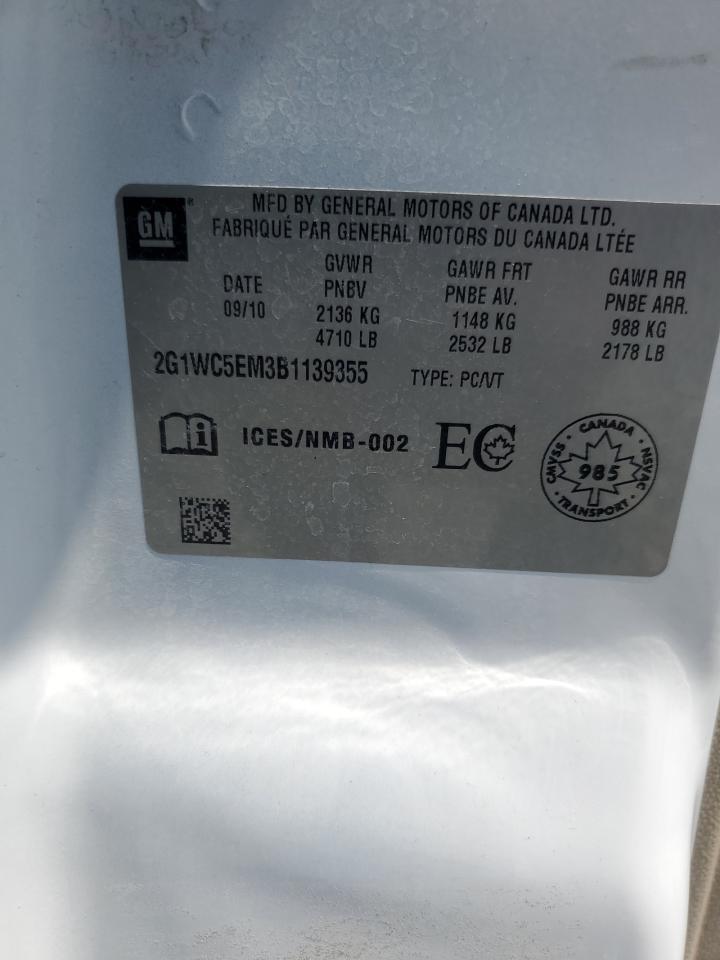 GM
MFD BY GENERAL MOTORS OF CANADA LTD.
FABRIQUÉ PAR GENERAL MOTORS DU CANADA LTÉE
DATE
09/10
GVWR
PNBV
2136 KG
4710 LB
GAWR FRT
PNBE AV.
1148 KG
2532 LB
GAWR RR
PNBE ARR.
988 KG
2178 LB
2G1WC5EM3B1139355 TYPE: PC/VT
i ICES/NMB-002 EC
CANADA
CMVSS · NSVAC
985
TRANSPORT